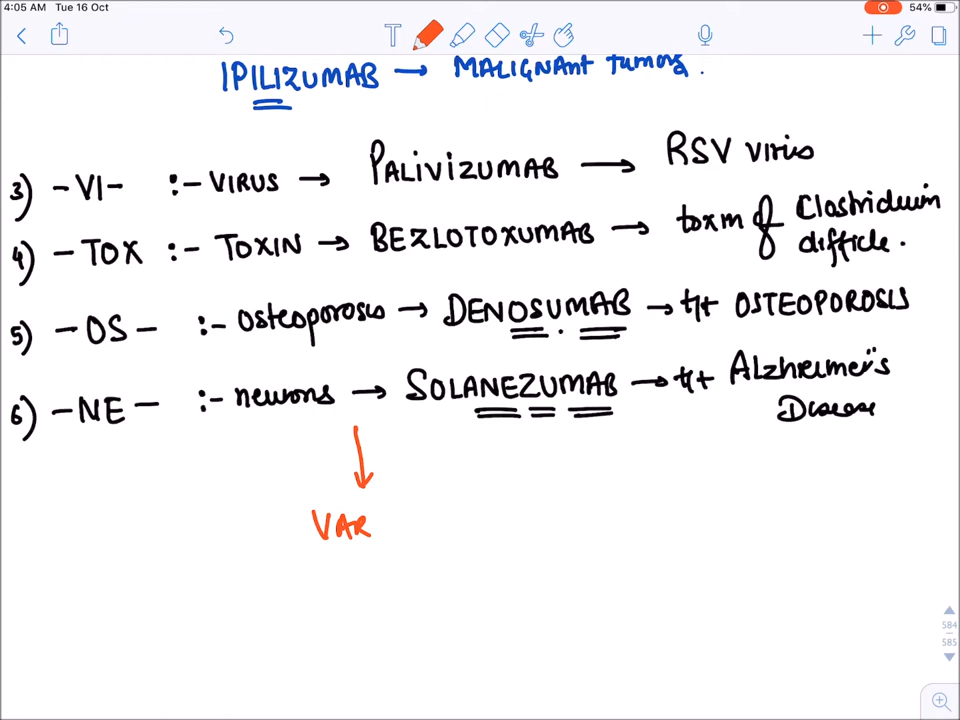 4:05 AM Tue 16 Oct
54%
T
IPILIZUMAB → MALIGNANT tumors.
3) -VI- :- VIRUS → PALIVIZUMAB → RSV virus
4) -TOX :- TOXIN → BEZLOTOXUMAB → toxin of Clostridium
difficle.
5) -OS- :- osteoporosis → DENOSUMAB → t/t OSTEOPOROSIS
6) -NE- :- neurons → SOLANEZUMAB → t/t Alzheimer's
Disease
VAR
584
585